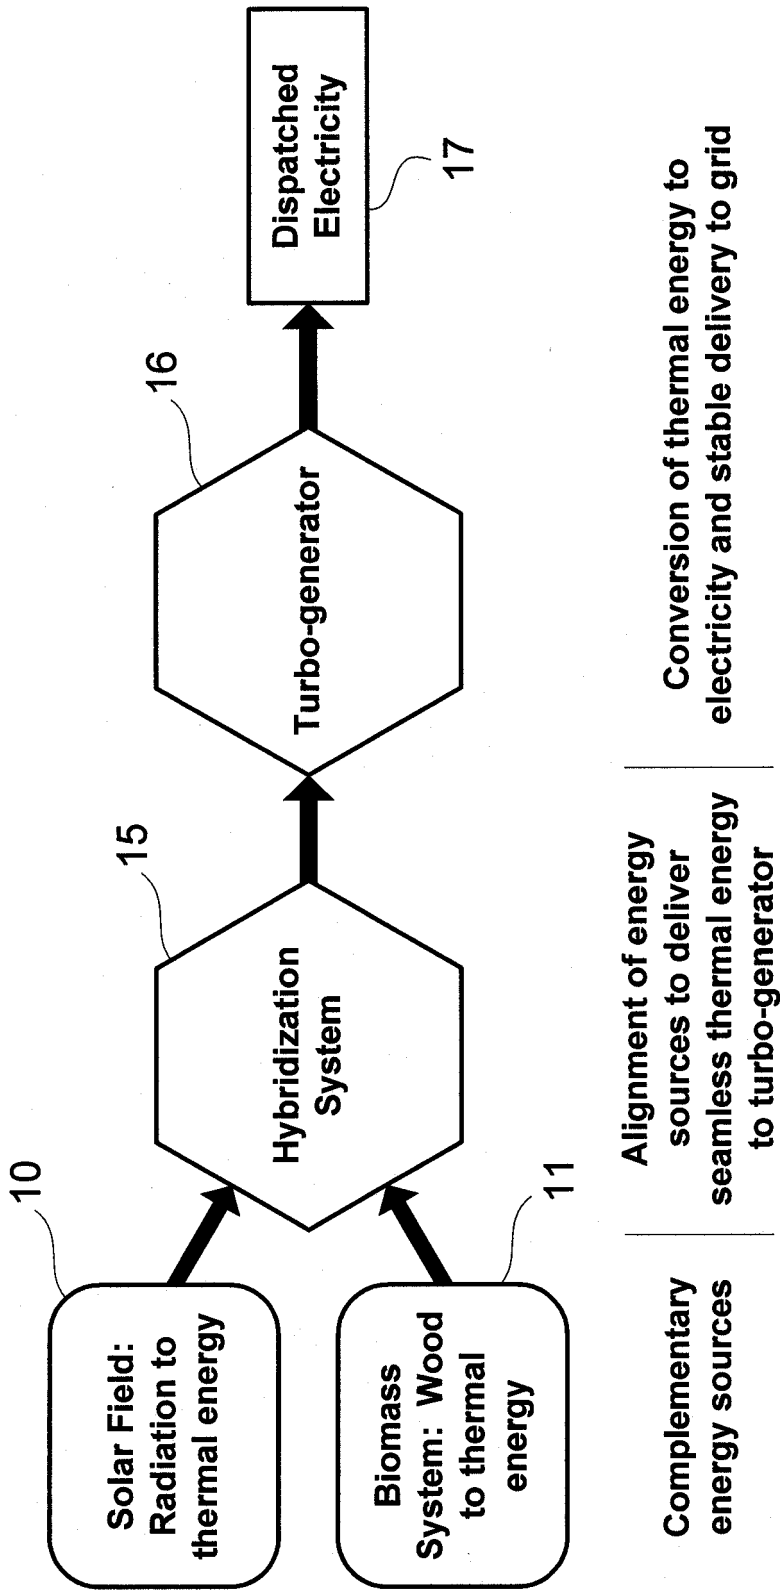 10
Solar Field:
Radiation to
thermal energy
Biomass
System: Wood
to thermal
energy
11
Hybridization
System
15
Turbo-generator
16
Dispatched
Electricity
17
Complementary
energy sources
Alignment of energy
sources to deliver
seamless thermal energy
to turbo-generator
Conversion of thermal energy to
electricity and stable delivery to grid